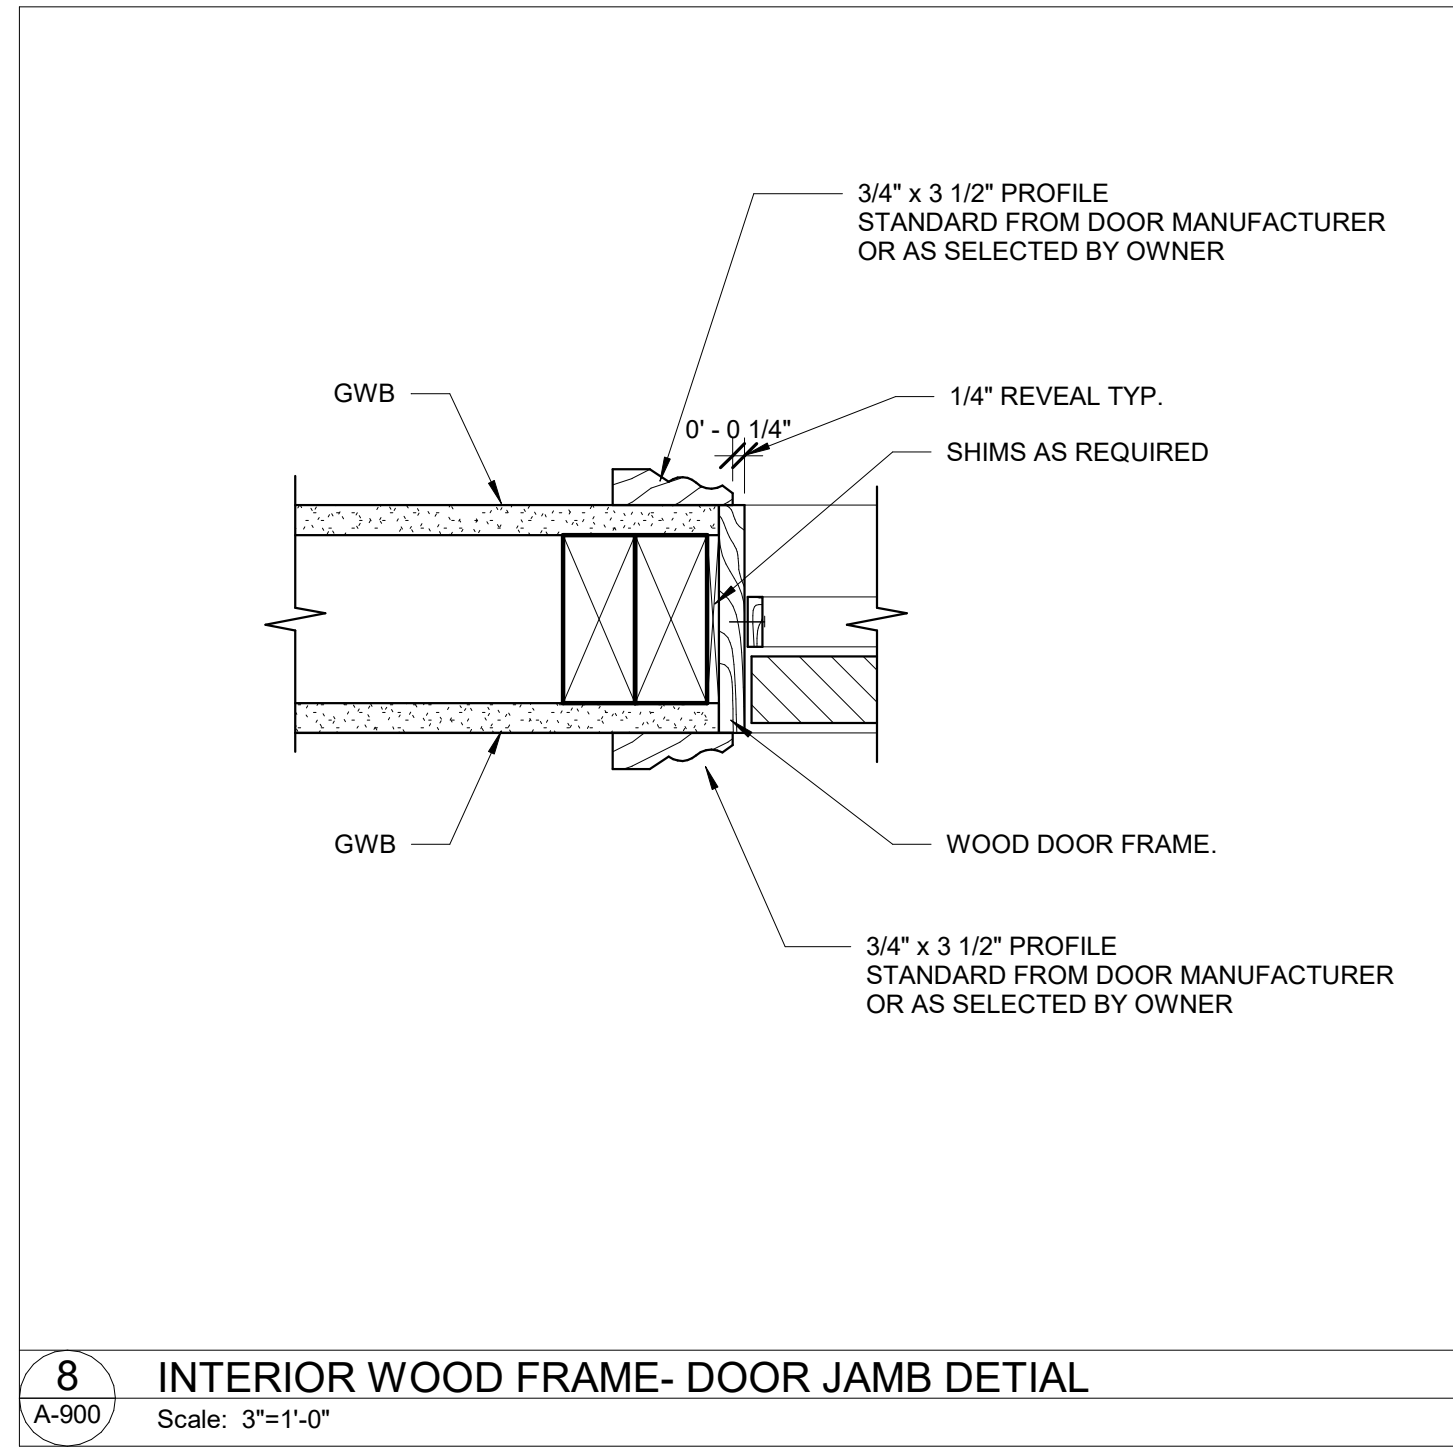 3/4" x 3 1/2" PROFILE
STANDARD FROM DOOR MANUFACTURER
OR AS SELECTED BY OWNER
GWB
1/4" REVEAL TYP.
0' - 0 1/4"
SHIMS AS REQUIRED
GWB
WOOD DOOR FRAME.
3/4" x 3 1/2" PROFILE
STANDARD FROM DOOR MANUFACTURER
OR AS SELECTED BY OWNER
8
INTERIOR WOOD FRAME- DOOR JAMB DETIAL
A-900
Scale: 3"=1'-0"